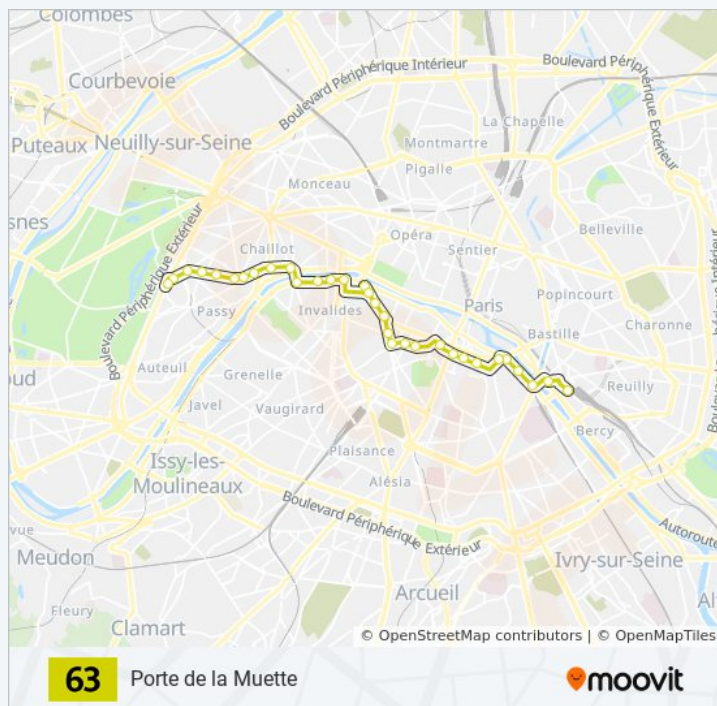 Colombes
Courbevoie
Boulevard Périphérique Intérieur
Boulevard Périphérique Extérieur
La Chapelle
Puteaux
Neuilly-sur-Seine
Montmartre
Pigalle
Monceau
snes
Boulevard Périphérique Extérieur
Belleville
Opéra
Sentier
Chaillot
Popincourt
Paris
Passy
Invalides
Charonne
Bastille
Auteuil
oud
Grenelle
Reuilly
Javel
Vaugirard
Bercy
Issy-les-
Moulineaux
Plaisance
Alésia
Boulevard Périphérique Extérieur
evue
Meudon
Autoroute
Ivry-sur-Seine
Arcueil
Fleury
Clamart
© OpenStreetMap contributors | © OpenMapTiles
63 Porte de la Muette
moovit